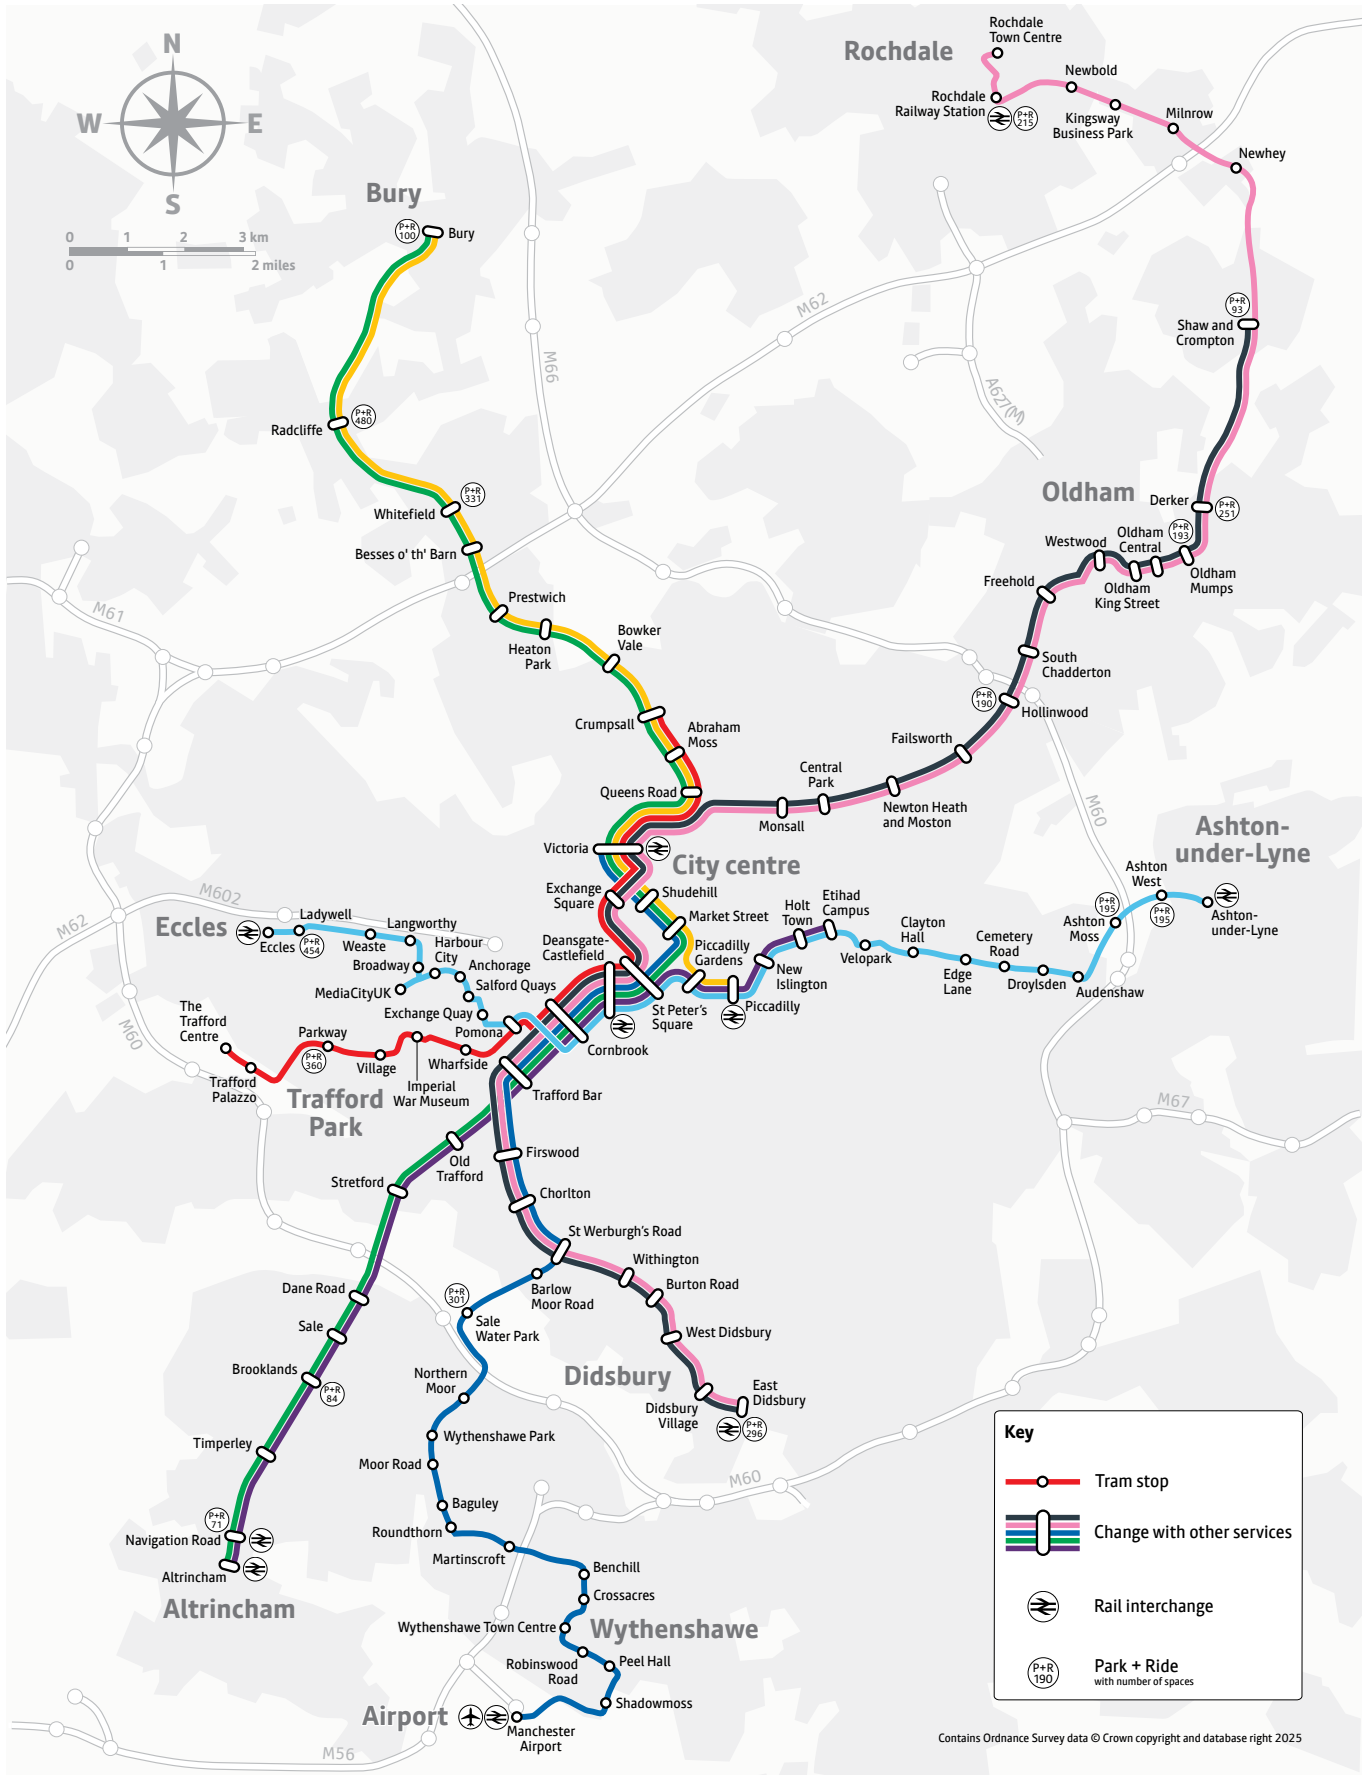 N
W
E
S
0 1 2 3 km
0 1 2 miles
Rochdale
Rochdale
Town Centre
Rochdale
Railway Station
P+R
215
Newbold
Kingsway
Business Park
Milnrow
Newhey
P+R
93
Shaw and
Crompton
Bury
P+R
100
Bury
M66
M62
A627(M)
Radcliffe
P+R
480
Whitefield
P+R
331
Besses o' th' Barn
Prestwich
Heaton
Park
Bowker
Vale
Crumpsall
Abraham
Moss
Queens Road
Oldham
Derker
P+R
251
P+R
193
Oldham
Mumps
Oldham
Central
Oldham
King Street
Westwood
Freehold
South
Chadderton
P+R
190
Hollinwood
Failsworth
Newton Heath
and Moston
Central
Park
Monsall
M61
M60
Victoria
City centre
Exchange
Square
Shudehill
Market Street
Deansgate-
Castlefield
Piccadilly
Gardens
St Peter's
Square
Piccadilly
New
Islington
Holt
Town
Etihad
Campus
Velopark
Clayton
Hall
Edge
Lane
Cemetery
Road
Droylsden
Audenshaw
Ashton
Moss
P+R
195
Ashton
West
P+R
195
Ashton-
under-Lyne
Ashton-
under-Lyne
M602
M62
M60
Eccles
Eccles
Ladywell
P+R
454
Weaste
Langworthy
Broadway
Harbour
City
MediaCityUK
Anchorage
Salford Quays
Exchange Quay
Pomona
Cornbrook
The
Trafford
Centre
Trafford
Palazzo
Parkway
P+R
360
Village
Imperial
War Museum
Wharfside
Trafford
Park
Trafford Bar
M67
Old
Trafford
Stretford
Dane Road
Sale
Brooklands
P+R
84
Timperley
P+R
71
Navigation Road
Altrincham
Altrincham
Firswood
Chorlton
St Werburgh's Road
Withington
Burton Road
West Didsbury
Didsbury
Didsbury
Village
East
Didsbury
P+R
296
Barlow
Moor Road
P+R
301
Sale
Water Park
Northern
Moor
Wythenshawe Park
Moor Road
Baguley
Roundthorn
Martinscroft
Benchill
Crossacres
Wythenshawe Town Centre
Wythenshawe
Robinswood
Road
Peel Hall
Shadowmoss
Airport
Manchester
Airport
M60
M56
Key
Tram stop
Change with other services
Rail interchange
P+R
190
Park + Ride
with number of spaces
Contains Ordnance Survey data © Crown copyright and database right 2025